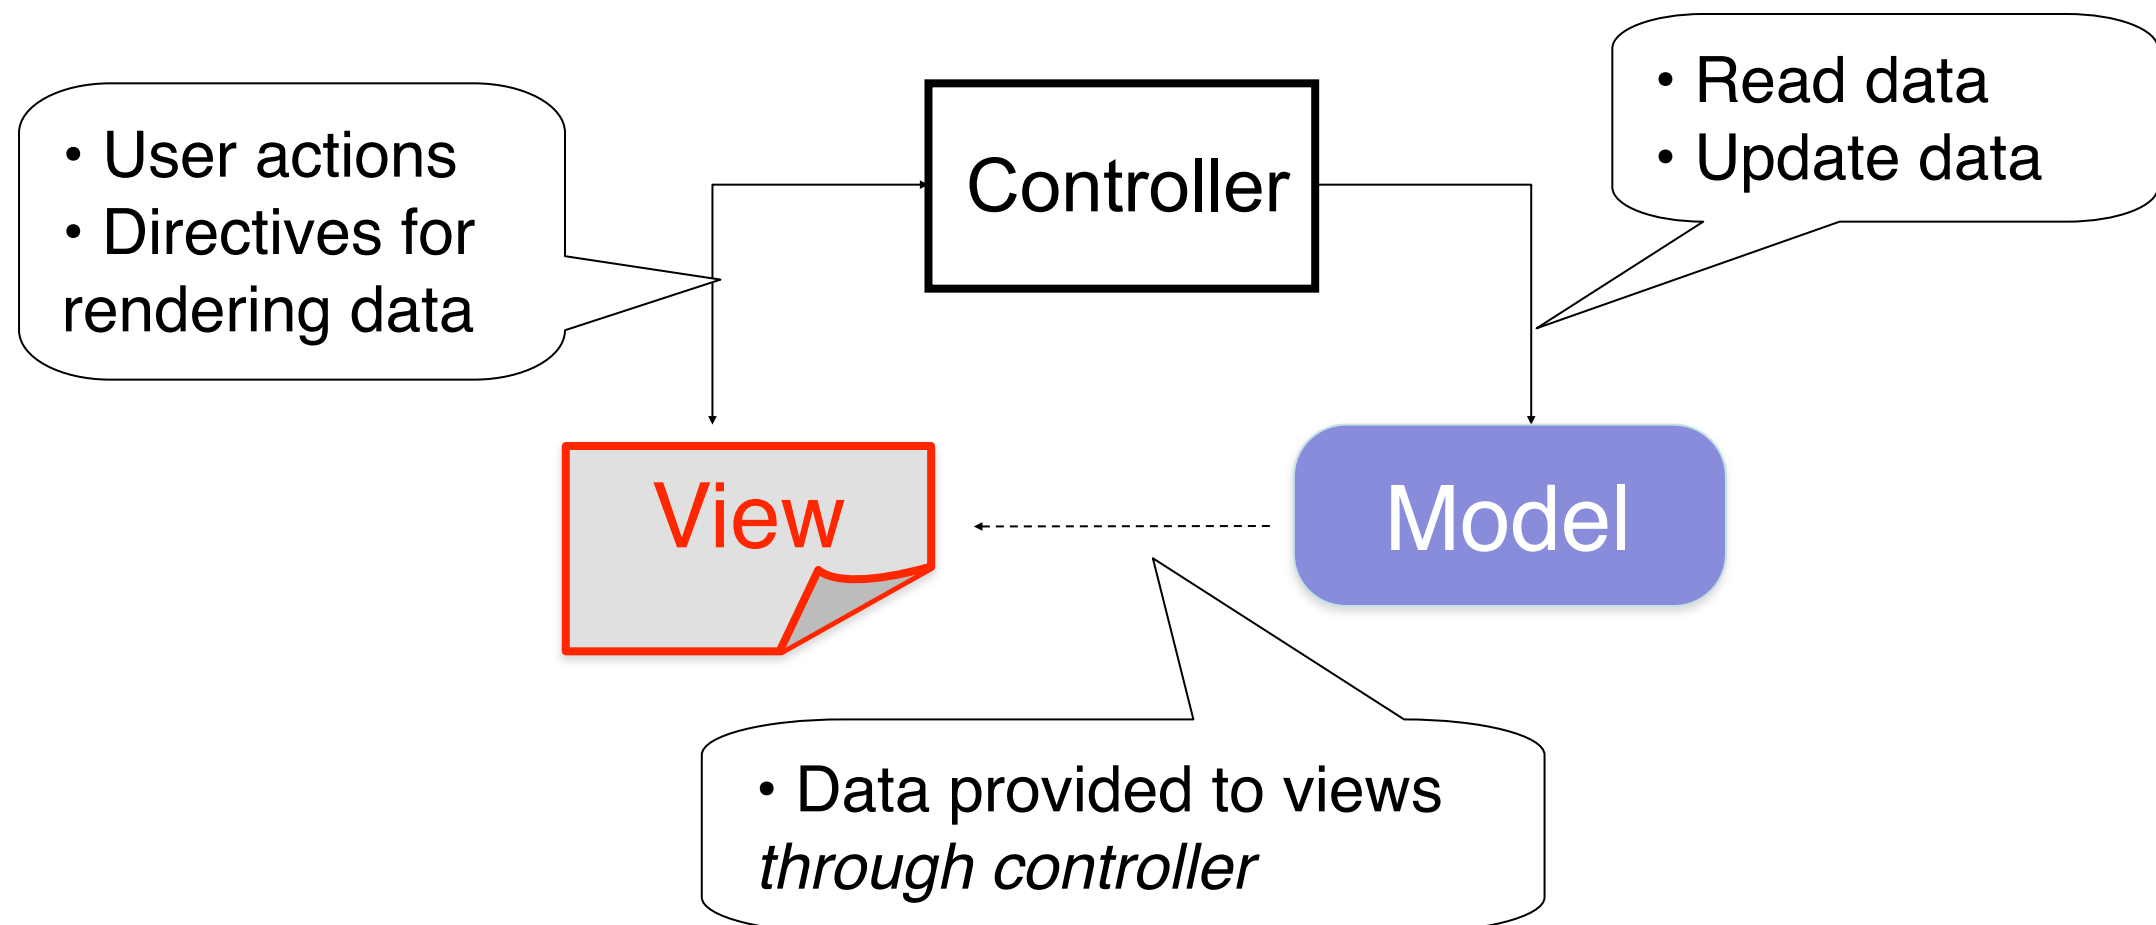 • User actions
• Directives for
rendering data
Controller
• Read data
• Update data
View
Model
• Data provided to views
through controller